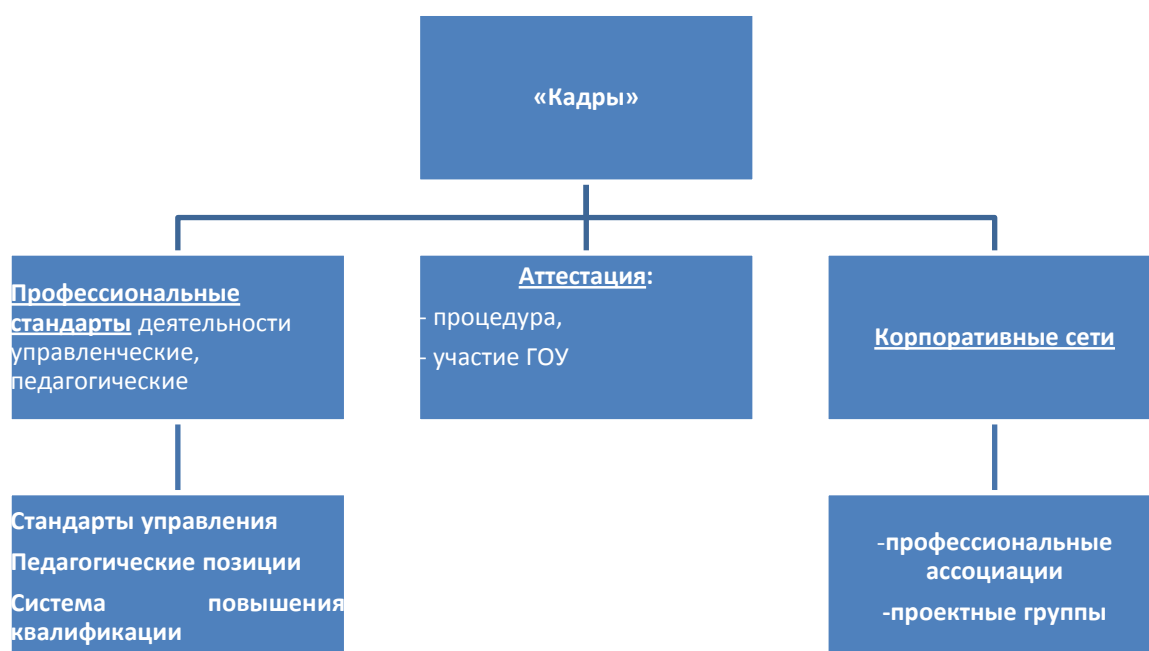 «Кадры»
Профессиональные
стандарты деятельности
управленческие,
педагогические
Аттестация:
- процедура,
- участие ГОУ
Корпоративные сети
Стандарты управления
Педагогические позиции
Система повышения
квалификации
-профессиональные
ассоциации
-проектные группы